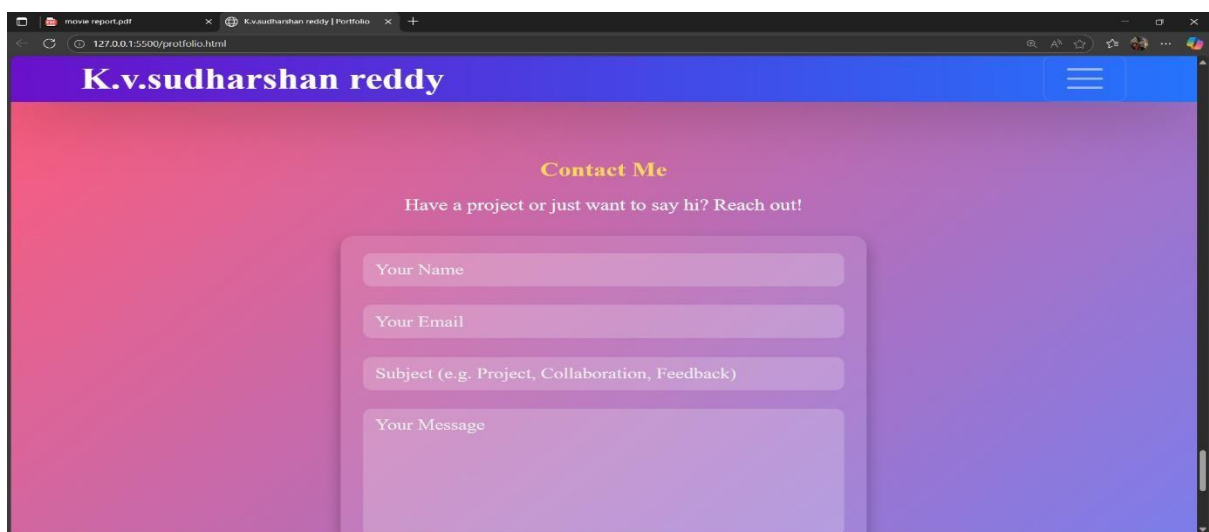 movie report.pdf
K.v.sudharshan reddy | Portfolio
127.0.0.1:5500/protfolio.html
K.v.sudharshan reddy
Contact Me
Have a project or just want to say hi? Reach out!
Your Name
Your Email
Subject (e.g. Project, Collaboration, Feedback)
Your Message